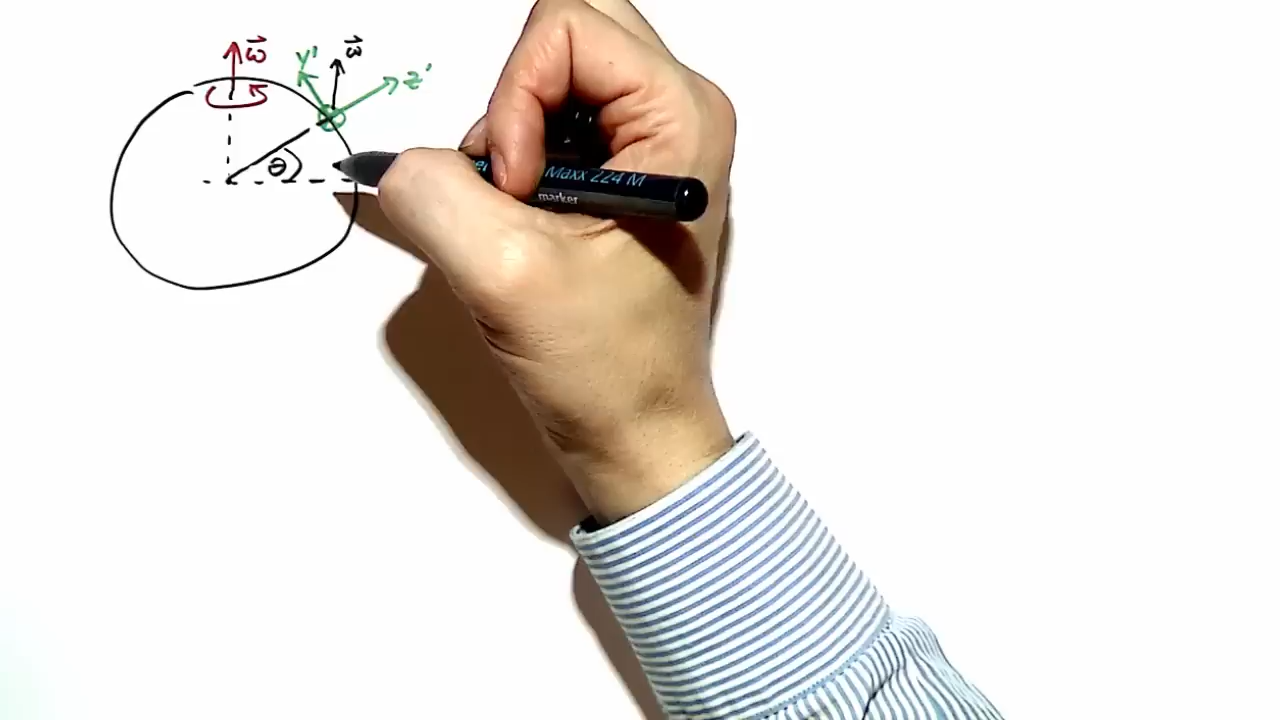 ω⃗
y'
ω⃗
z'
θ
Maxx 224 M
marker